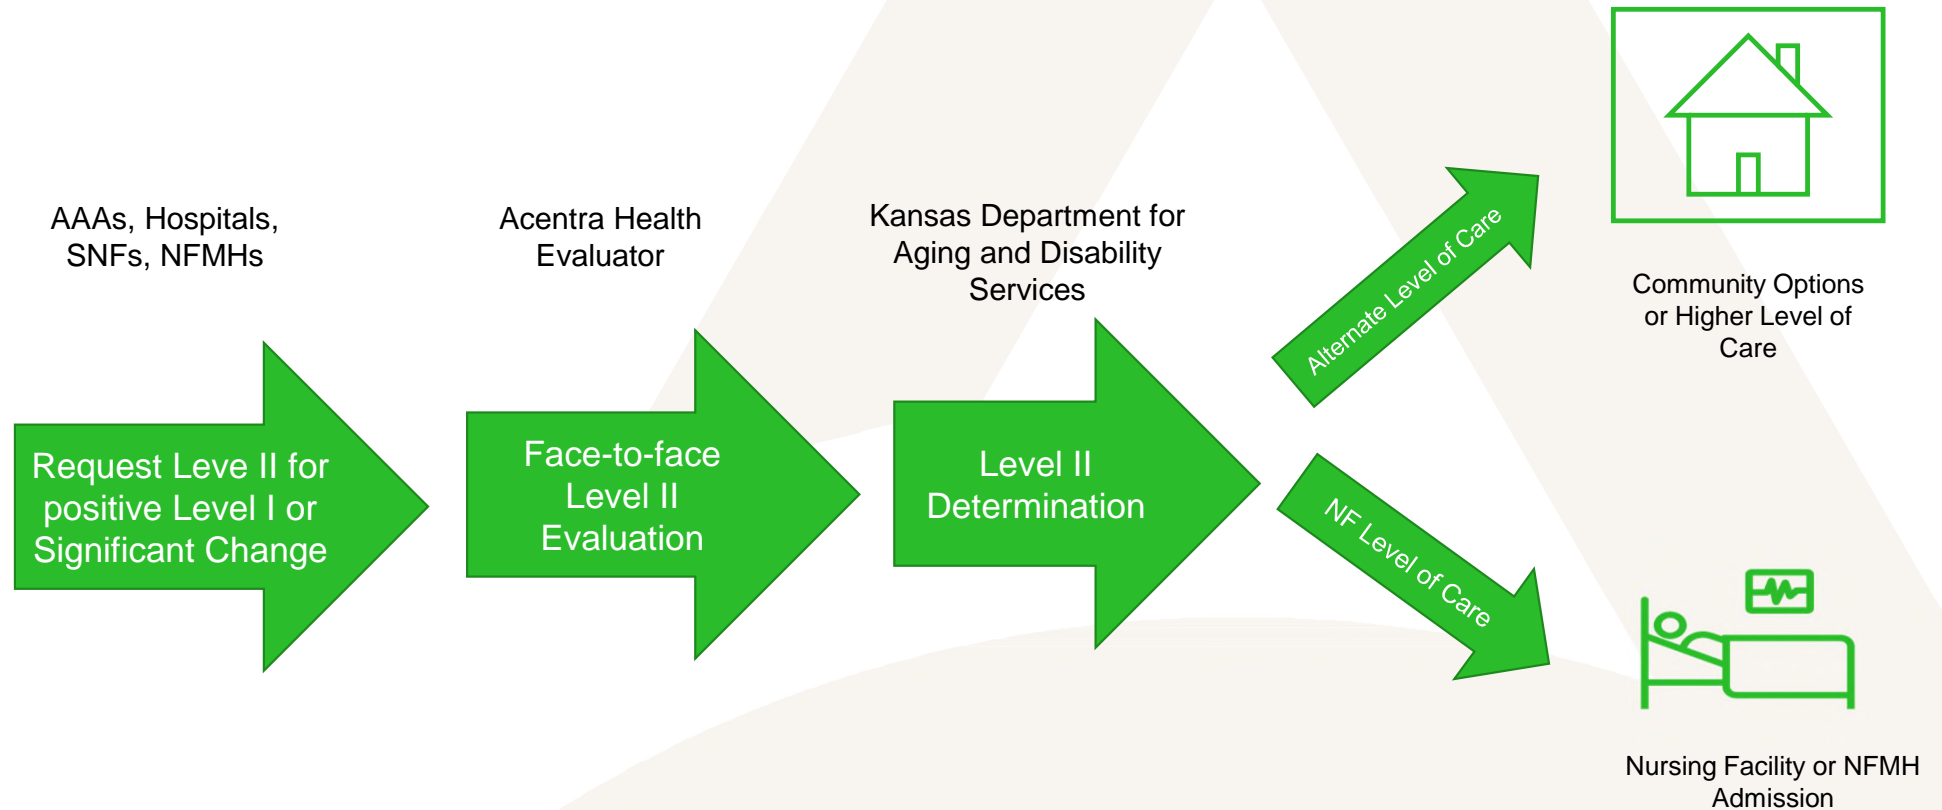 AAAs, Hospitals,
SNFs, NFMHs
Request Leve II for
positive Level I or
Significant Change
Acentra Health
Evaluator
Face-to-face
Level II
Evaluation
Kansas Department for
Aging and Disability
Services
Level II
Determination
Alternate Level of Care
Community Options
or Higher Level of
Care
NF Level of Care
Nursing Facility or NFMH
Admission